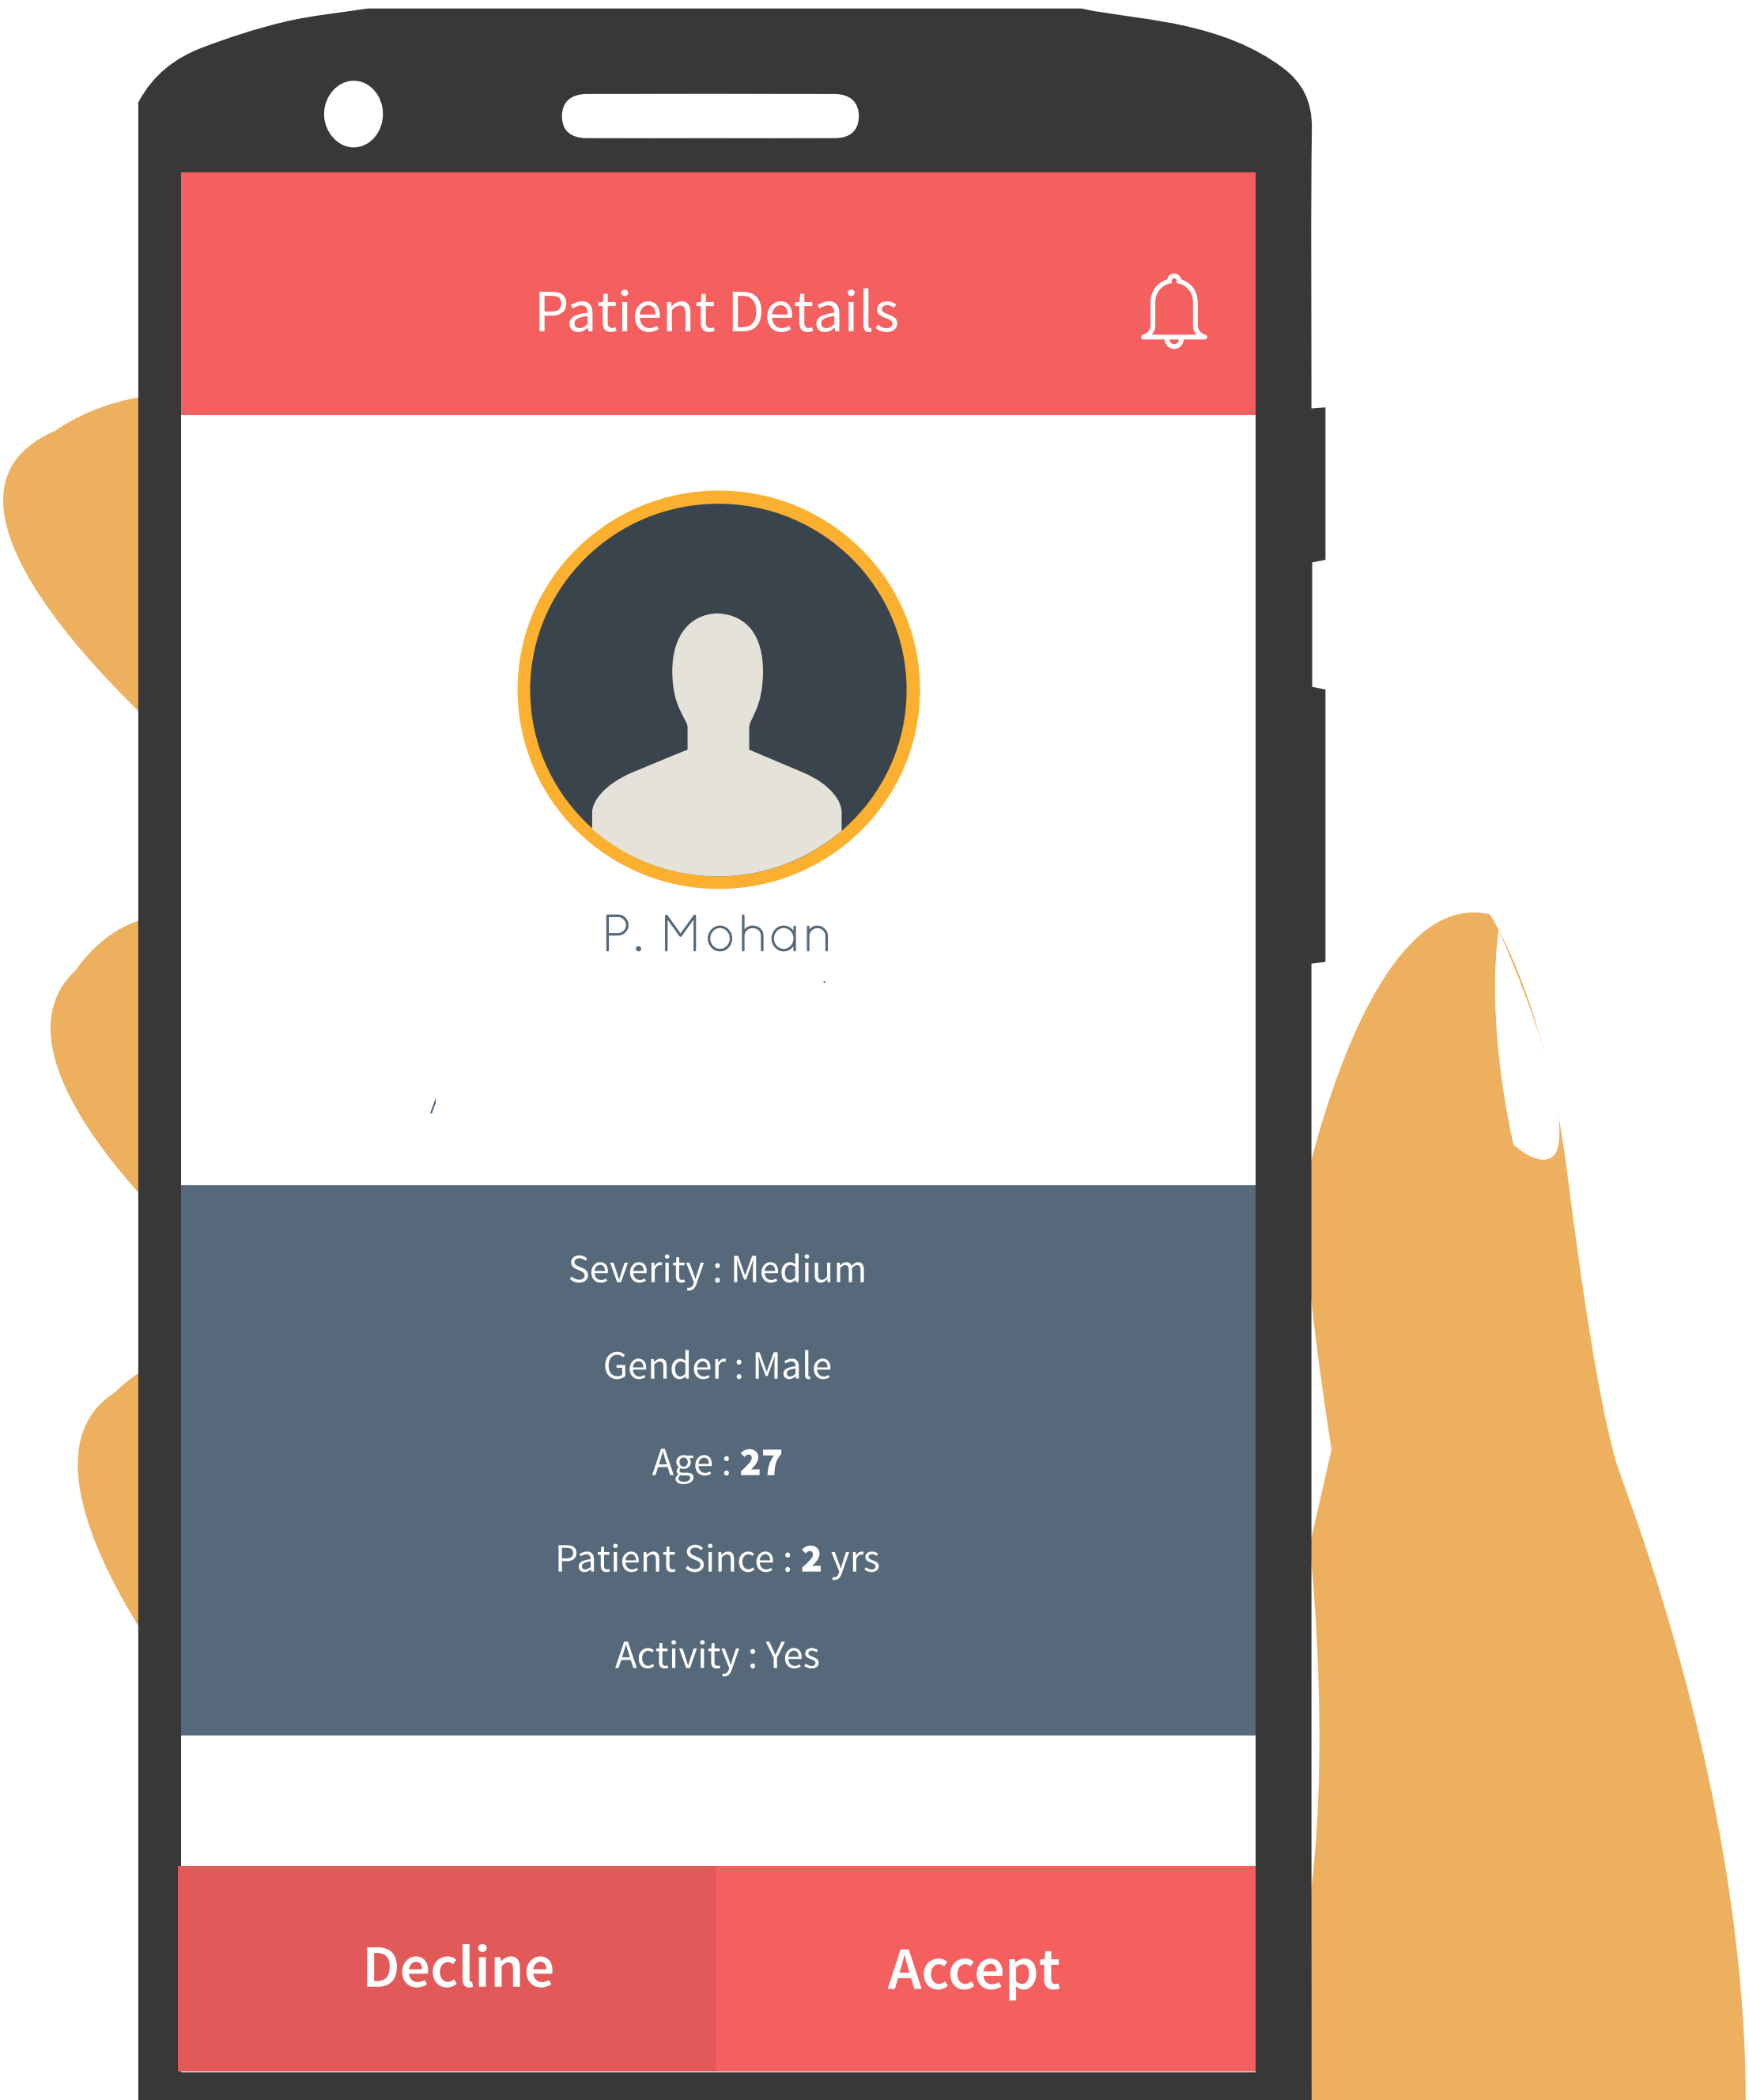 Patient Details
P. Mohan
Severity : Medium
Gender : Male
Age : 27
Patient Since : 2 yrs
Activity : Yes
Decline
Accept